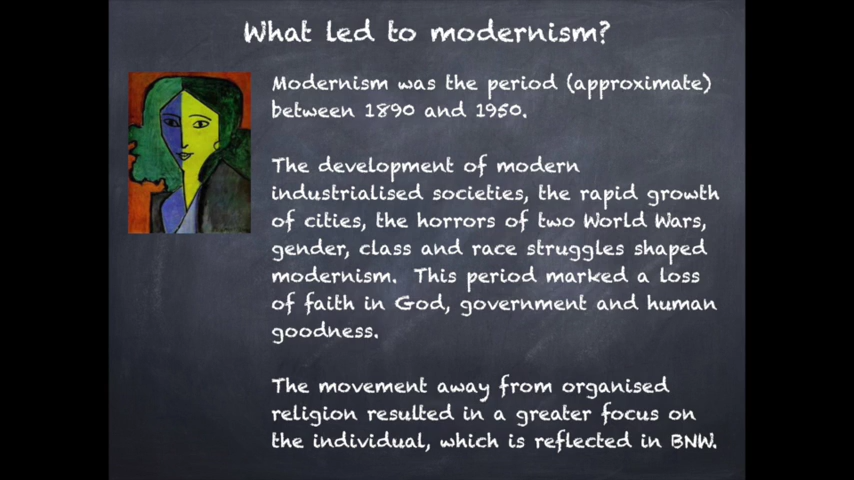 What led to modernism?
Modernism was the period (approximate)
between 1890 and 1950.
The development of modern
industrialised societies, the rapid growth
of cities, the horrors of two World Wars,
gender, class and race struggles shaped
modernism. This period marked a loss
of faith in God, government and human
goodness.
The movement away from organised
religion resulted in a greater focus on
the individual, which is reflected in BNW.